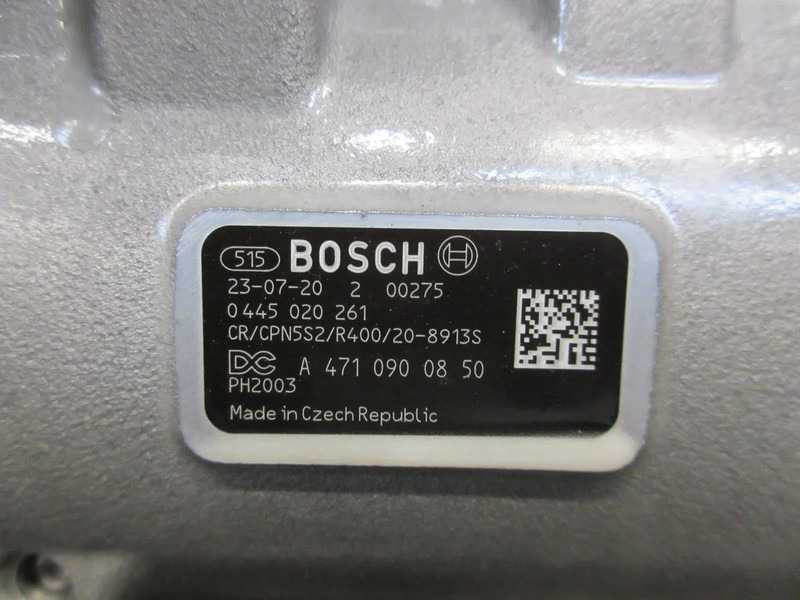 515 BOSCH
23-07-20 2 00275
0 445 020 261
CR/CPN5S2/R400/20-8913S
DC A 471 090 08 50
PH2003
Made in Czech Republic